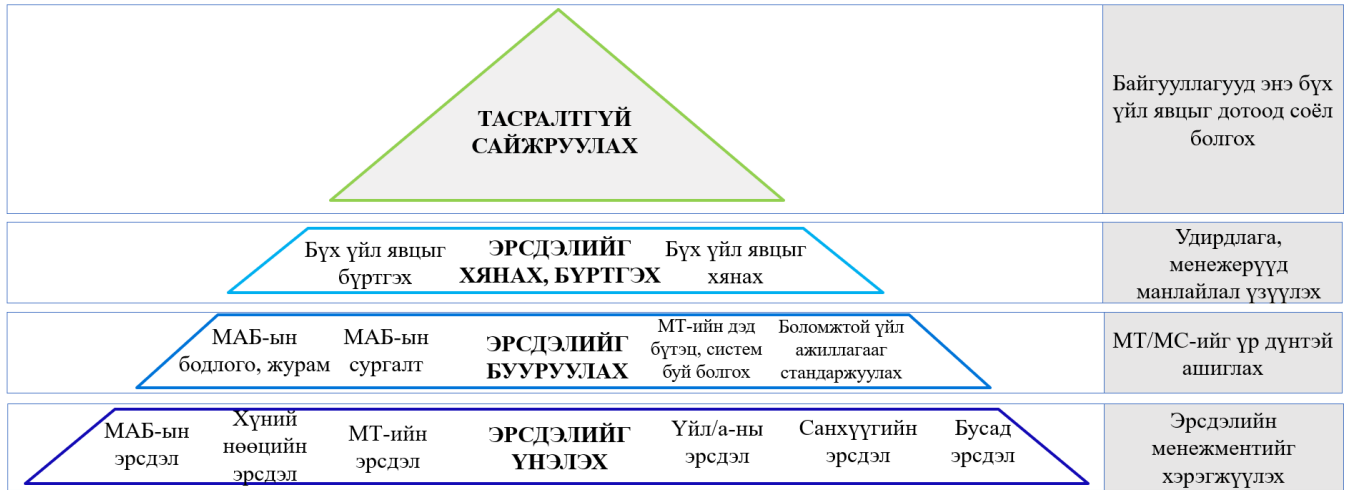 ТАСРАЛТГҮЙ
САЙЖРУУЛАХ
Байгууллагууд энэ бүх
үйл явцыг дотоод соёл
болгох
Бүх үйл явцыг
бүртгэх
ЭРСДЭЛИЙГ
ХЯНАХ, БҮРТГЭХ
Бүх үйл явцыг
хянах
Удирдлага,
менежерүүд
манлайлал үзүүлэх
МАБ-ын
бодлого, журам
МАБ-ын
сургалт
ЭРСДЭЛИЙГ
БУУРУУЛАХ
МТ-ийн дэд
бүтэц, систем
буй болгох
Боломжтой үйл
ажиллагааг
стандаржуулах
МТ/МС-ийг үр дүнтэй
ашиглах
МАБ-ын
эрсдэл
Хүний
нөөцийн
эрсдэл
МТ-ийн
эрсдэл
ЭРСДЭЛИЙГ
ҮНЭЛЭХ
Үйл/а-ны
эрсдэл
Санхүүгийн
эрсдэл
Бусад
эрсдэл
Эрсдэлийн
менежментийг
хэрэгжүүлэх